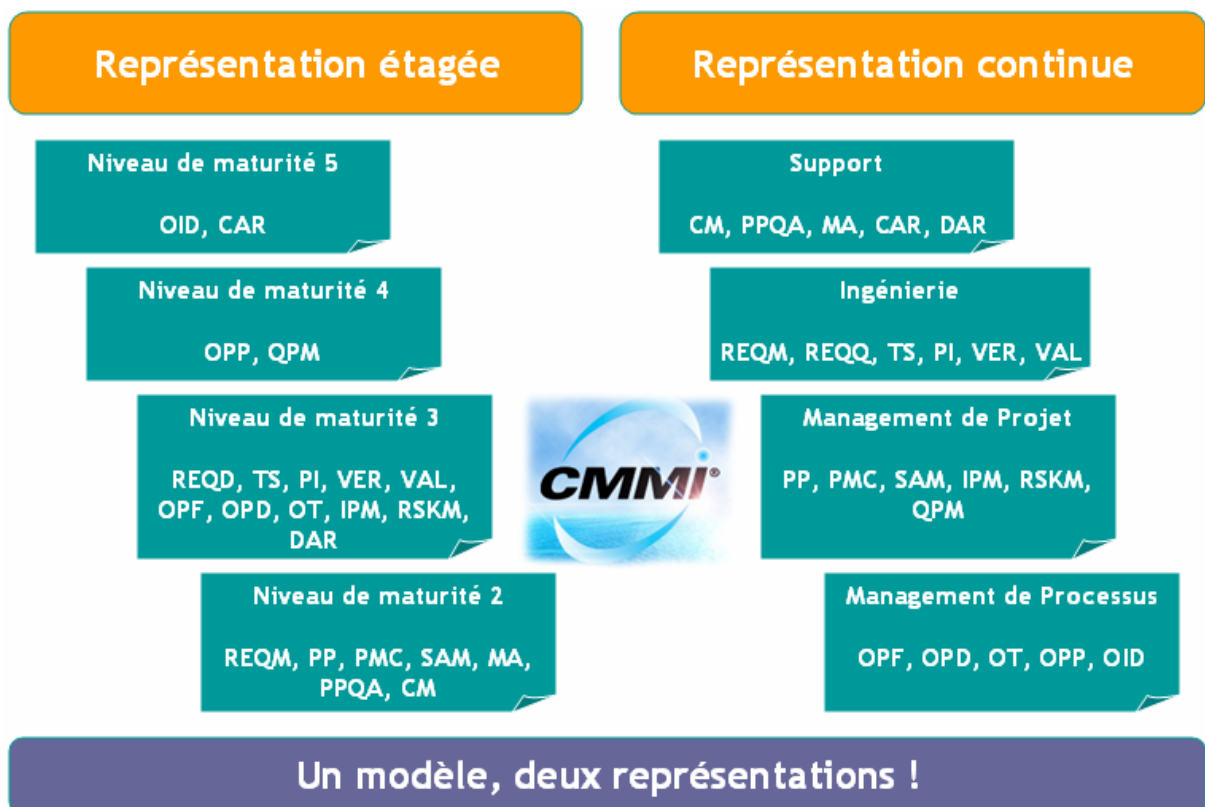 Représentation étagée
Représentation continue
Niveau de maturité 5
OID, CAR
Niveau de maturité 4
OPP, QPM
Niveau de maturité 3
REQD, TS, PI, VER, VAL,
OPF, OPD, OT, IPM, RSKM,
DAR
Niveau de maturité 2
REQM, PP, PMC, SAM, MA,
PPQA, CM
CMMI®
Support
CM, PPQA, MA, CAR, DAR
Ingénierie
REQM, REQQ, TS, PI, VER, VAL
Management de Projet
PP, PMC, SAM, IPM, RSKM,
QPM
Management de Processus
OPF, OPD, OT, OPP, OID
Un modèle, deux représentations !